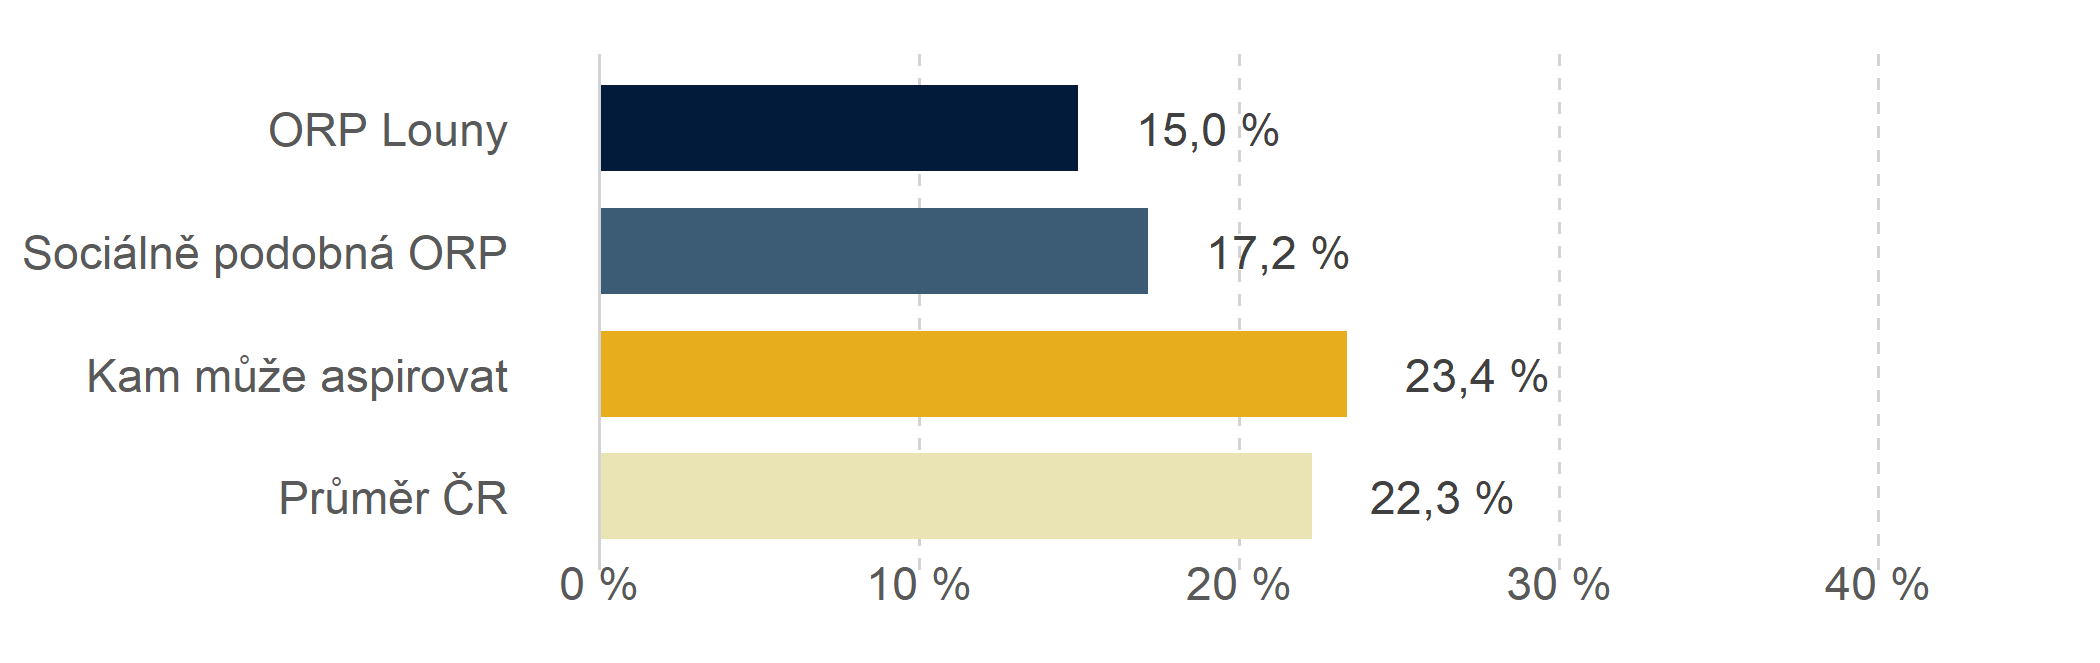 ORP Louny 15,0 %
Sociálně podobná ORP 17,2 %
Kam může aspirovat 23,4 %
Průměr ČR 22,3 %
0 % 10 % 20 % 30 % 40 %